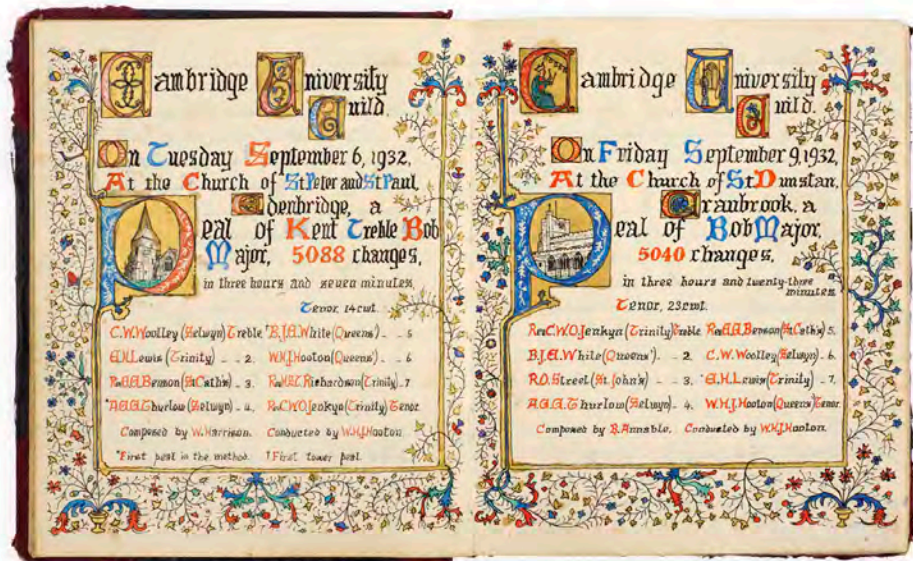 Cambridge University
Guild.
On Tuesday September 6, 1932,
At the Church of St Peter and St Paul,
Edenbridge, a
Peal of Kent Treble Bob
Major, 5088 changes,
in three hours and seven minutes,
Tenor, 14 cwt.
C.W. Woolley (Selwyn) Treble B.J.A. White (Queens') - - 5
E.H. Lewis (Trinity) - - 2. W.H.J. Hooton (Queens') - - 6
Rev A.A. Benson (St Cath's) - 3. Richardson (Trinity) - 7
*A.G.G. Thurlow (Selwyn) - 4. Rev C.W.O. Jenkyn (Trinity) Tenor
Composed by W. Harrison. Conducted by W.H.J. Hooton.
*First peal in the method. †First tower peal.
Cambridge University
Guild.
On Friday September 9, 1932,
At the Church of St Dunstan,
Cranbrook, a
Peal of Bob Major,
5040 changes,
in three hours and twenty-three
minutes
Tenor, 23 cwt.
Rev C.W.O. Jenkyn (Trinity) Treble Rev A.A. Benson (St Cath's) 5.
B.J.A. White (Queens'). - 2. C.W. Woolley (Selwyn) - 6.
R.O. Street (St John's) - - 3. E.H. Lewis (Trinity) - 7.
A.G.G. Thurlow (Selwyn) - 4. W.H.J. Hooton (Queens') Tenor
Composed by B. Annable. Conducted by W.H.J. Hooton.